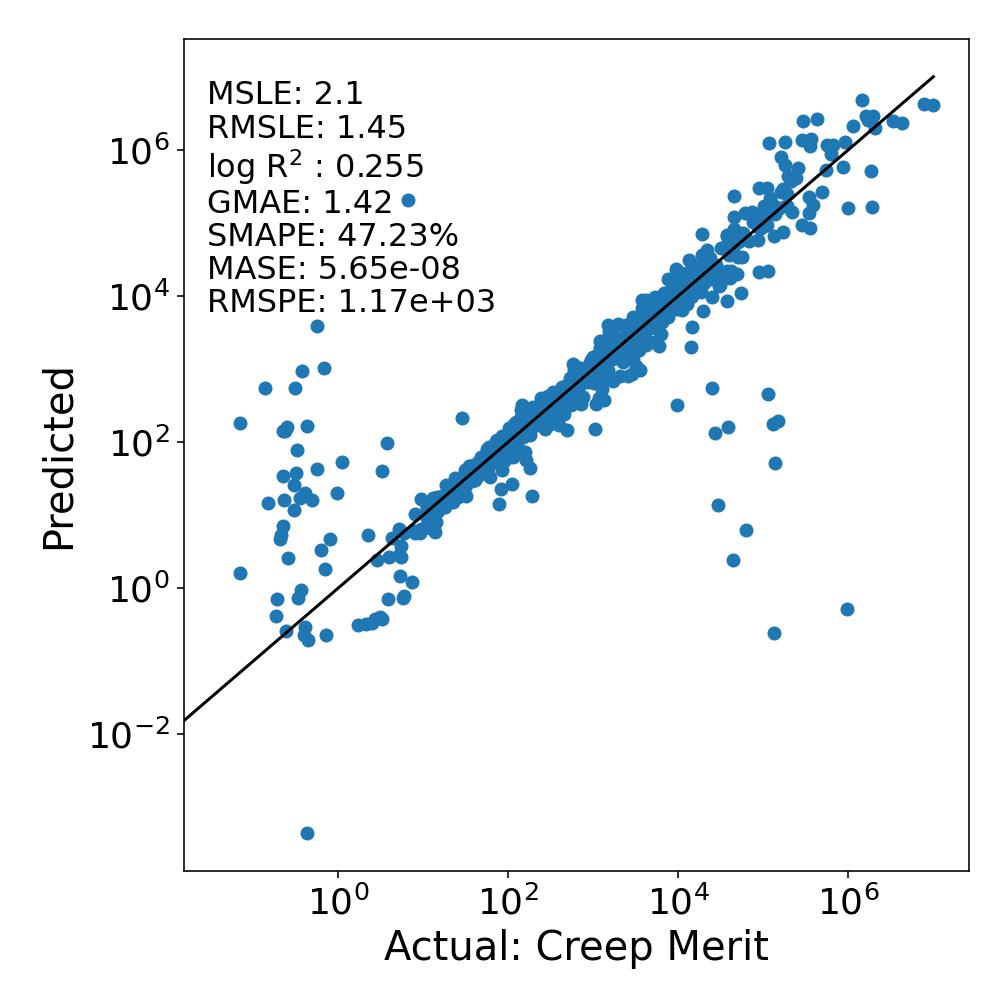 MSLE: 2.1
RMSLE: 1.45
log R² : 0.255
GMAE: 1.42
SMAPE: 47.23%
MASE: 5.65e-08
RMSPE: 1.17e+03
Predicted
10⁶
10⁴
10²
10⁰
10⁻²
10⁰ 10² 10⁴ 10⁶
Actual: Creep Merit